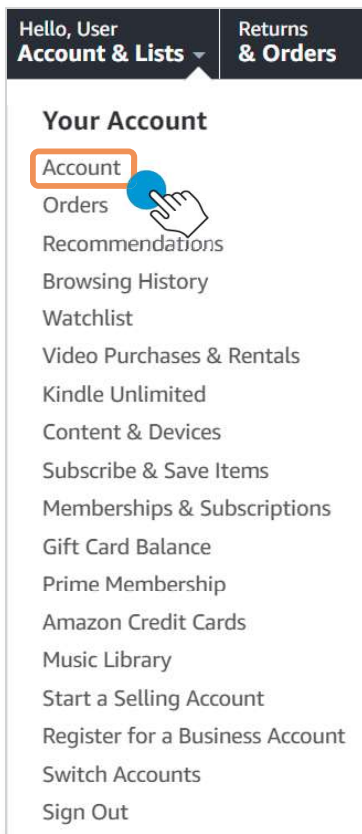 Hello, User
Account & Lists
Returns
& Orders
Your Account
Account
Orders
Recommendations
Browsing History
Watchlist
Video Purchases & Rentals
Kindle Unlimited
Content & Devices
Subscribe & Save Items
Memberships & Subscriptions
Gift Card Balance
Prime Membership
Amazon Credit Cards
Music Library
Start a Selling Account
Register for a Business Account
Switch Accounts
Sign Out